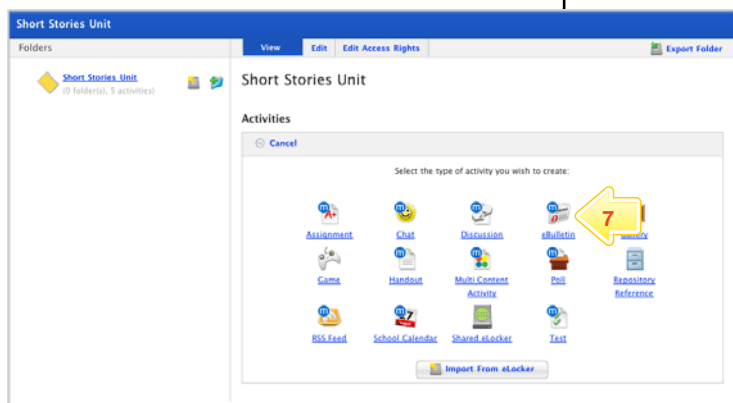 Short Stories Unit
Folders
View Edit Edit Access Rights Export Folder
Short Stories Unit
(0 folder(s), 5 activities)
Short Stories Unit
Activities
Cancel
Select the type of activity you wish to create:
Assignment Chat Discussion eBulletin
7
Game Handout Multi Content Activity Poll Repository Reference
RSS Feed School Calendar Shared eLocker Test
Import From eLocker